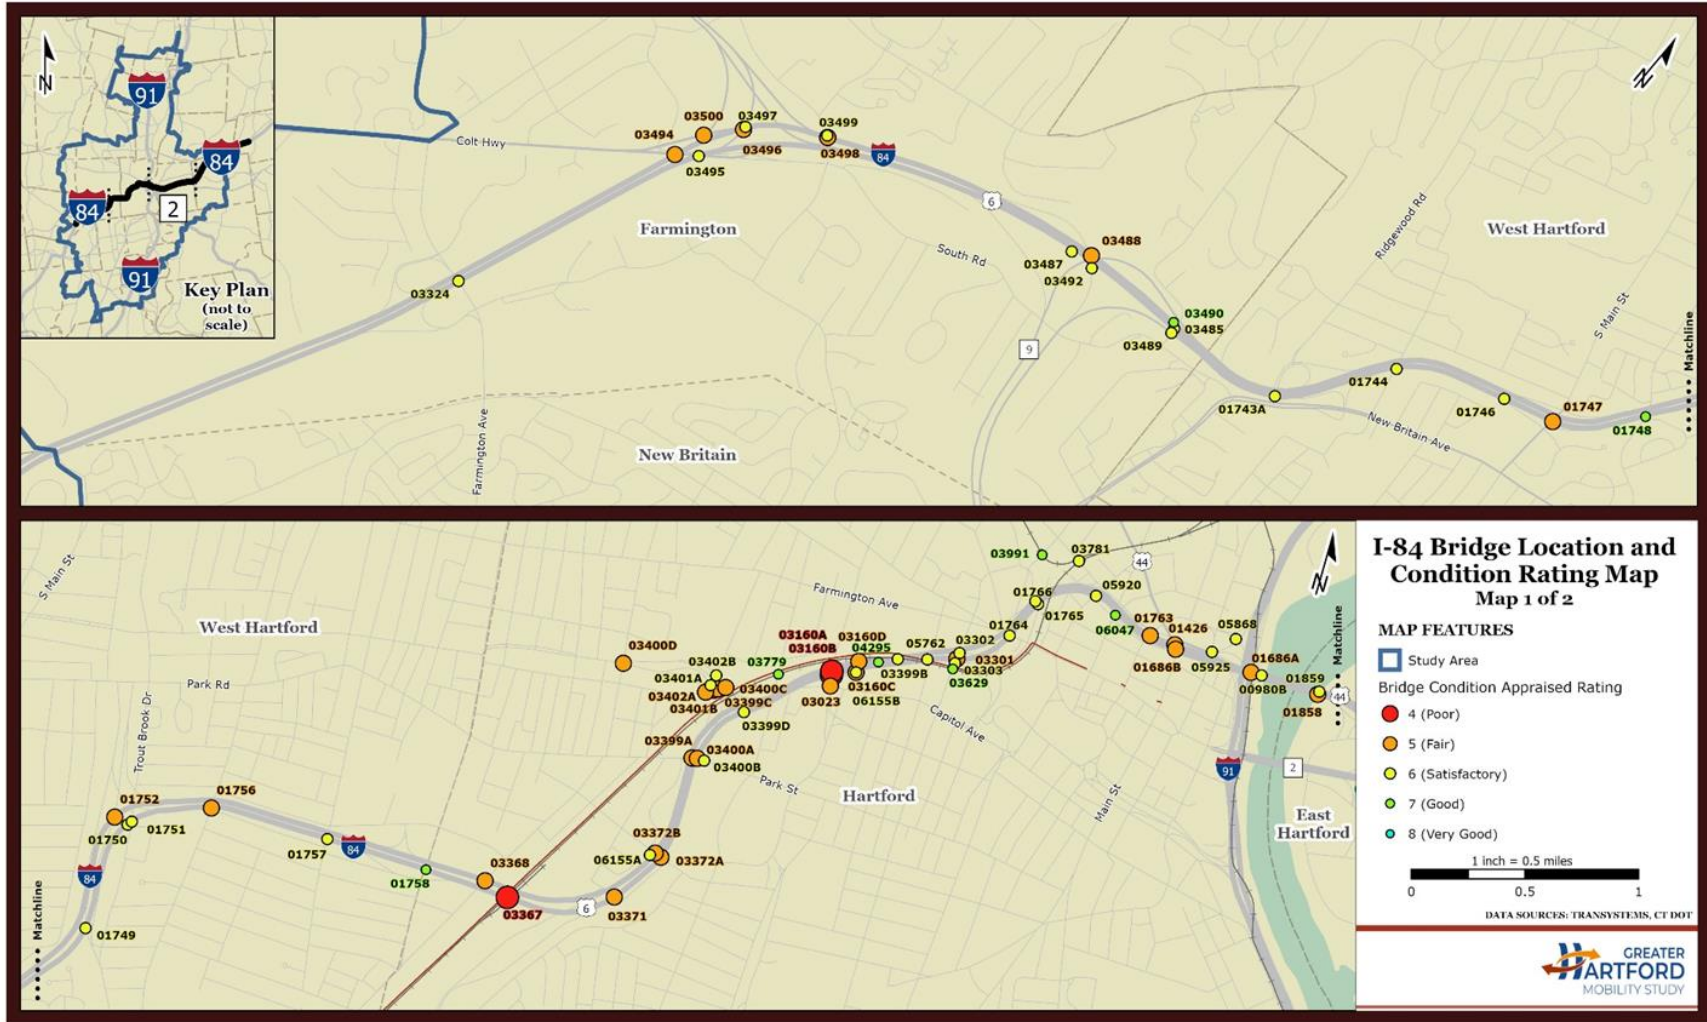 91
84
84
2
91
Key Plan
(not to
scale)
N
N
Colt Hwy
03494
03500
03497
03496
03495
03499
03498
84
6
Farmington
South Rd
03488
03487
03492
03324
9
03490
03485
03489
Ridgewood Rd
West Hartford
S Main St
Matchline
01744
01743A
01746
01747
01748
New Britain Ave
Farmington Ave
New Britain
S Main St
West Hartford
Park Rd
Trout Brook Dr
01752
01756
01750
01751
01757
84
84
01758
01749
Matchline
03368
03367
6
03371
03372B
06155A
03372A
03399A
03400A
03400B
Park St
03400D
03402B
03401A
03402A
03401B
03400C
03399C
03399D
03779
03160A
03160B
03160D
04295
03023
03160C
06155B
03399B
05762
03302
03301
03303
03629
Farmington Ave
Capitol Ave
Hartford
Main St
01764
01766
01765
03991
03781
44
05920
06047
01763
01426
01686B
05868
05925
01686A
00980B
01859
01858
44
Matchline
N
91
2
East
Hartford
I-84 Bridge Location and
Condition Rating Map
Map 1 of 2
MAP FEATURES
Study Area
Bridge Condition Appraised Rating
4 (Poor)
5 (Fair)
6 (Satisfactory)
7 (Good)
8 (Very Good)
1 inch = 0.5 miles
0 0.5 1
DATA SOURCES: TRANSYSTEMS, CT DOT
GREATER
HARTFORD
MOBILITY STUDY